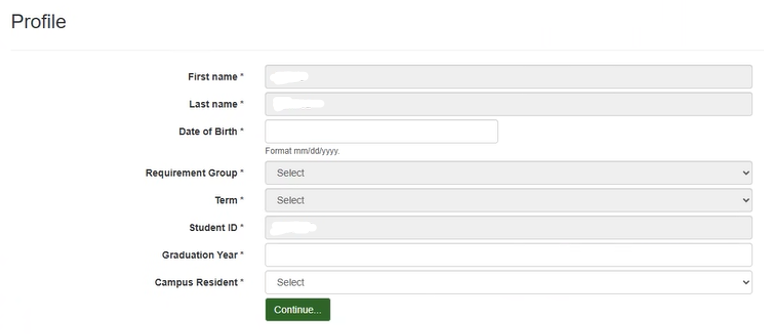 Profile
First name *
Last name *
Date of Birth *
Format mm/dd/yyyy.
Requirement Group * Select
Term * Select
Student ID *
Graduation Year *
Campus Resident * Select
Continue...